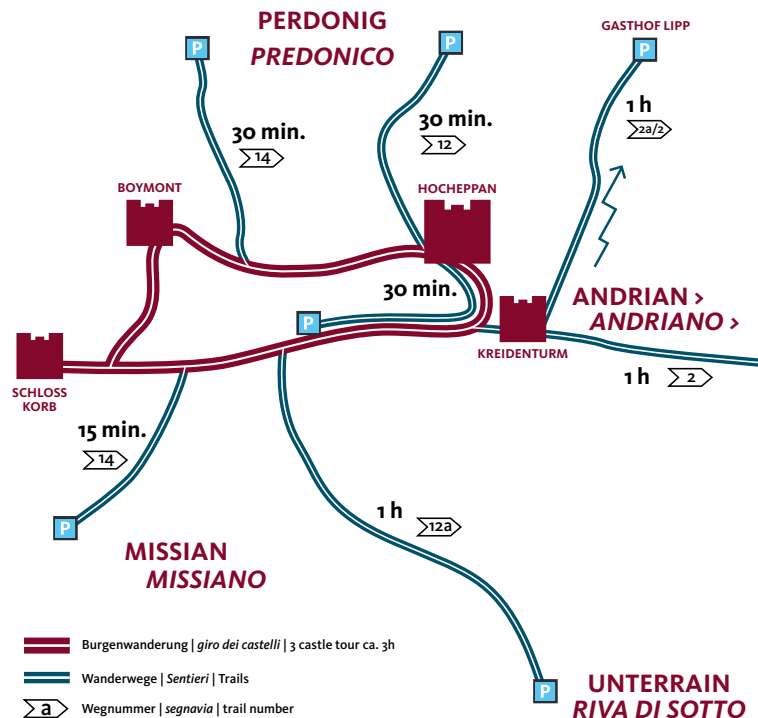 PERDONIG
PREDONICO
GASTHOF LIPP
P
P
P
1 h
2a/2
30 min.
14
30 min.
12
BOYMONT
HOCHEPPAN
30 min.
ANDRIAN >
ANDRIANO >
P
KREIDENTURM
1 h
2
SCHLOSS
KORB
15 min.
14
P
1 h
12a
MISSIAN
MISSIANO
Burgenwanderung | giro dei castelli | 3 castle tour ca. 3h
Wanderwege | Sentieri | Trails
a
Wegnummer | segnavia | trail number
P
UNTERRAIN
RIVA DI SOTTO